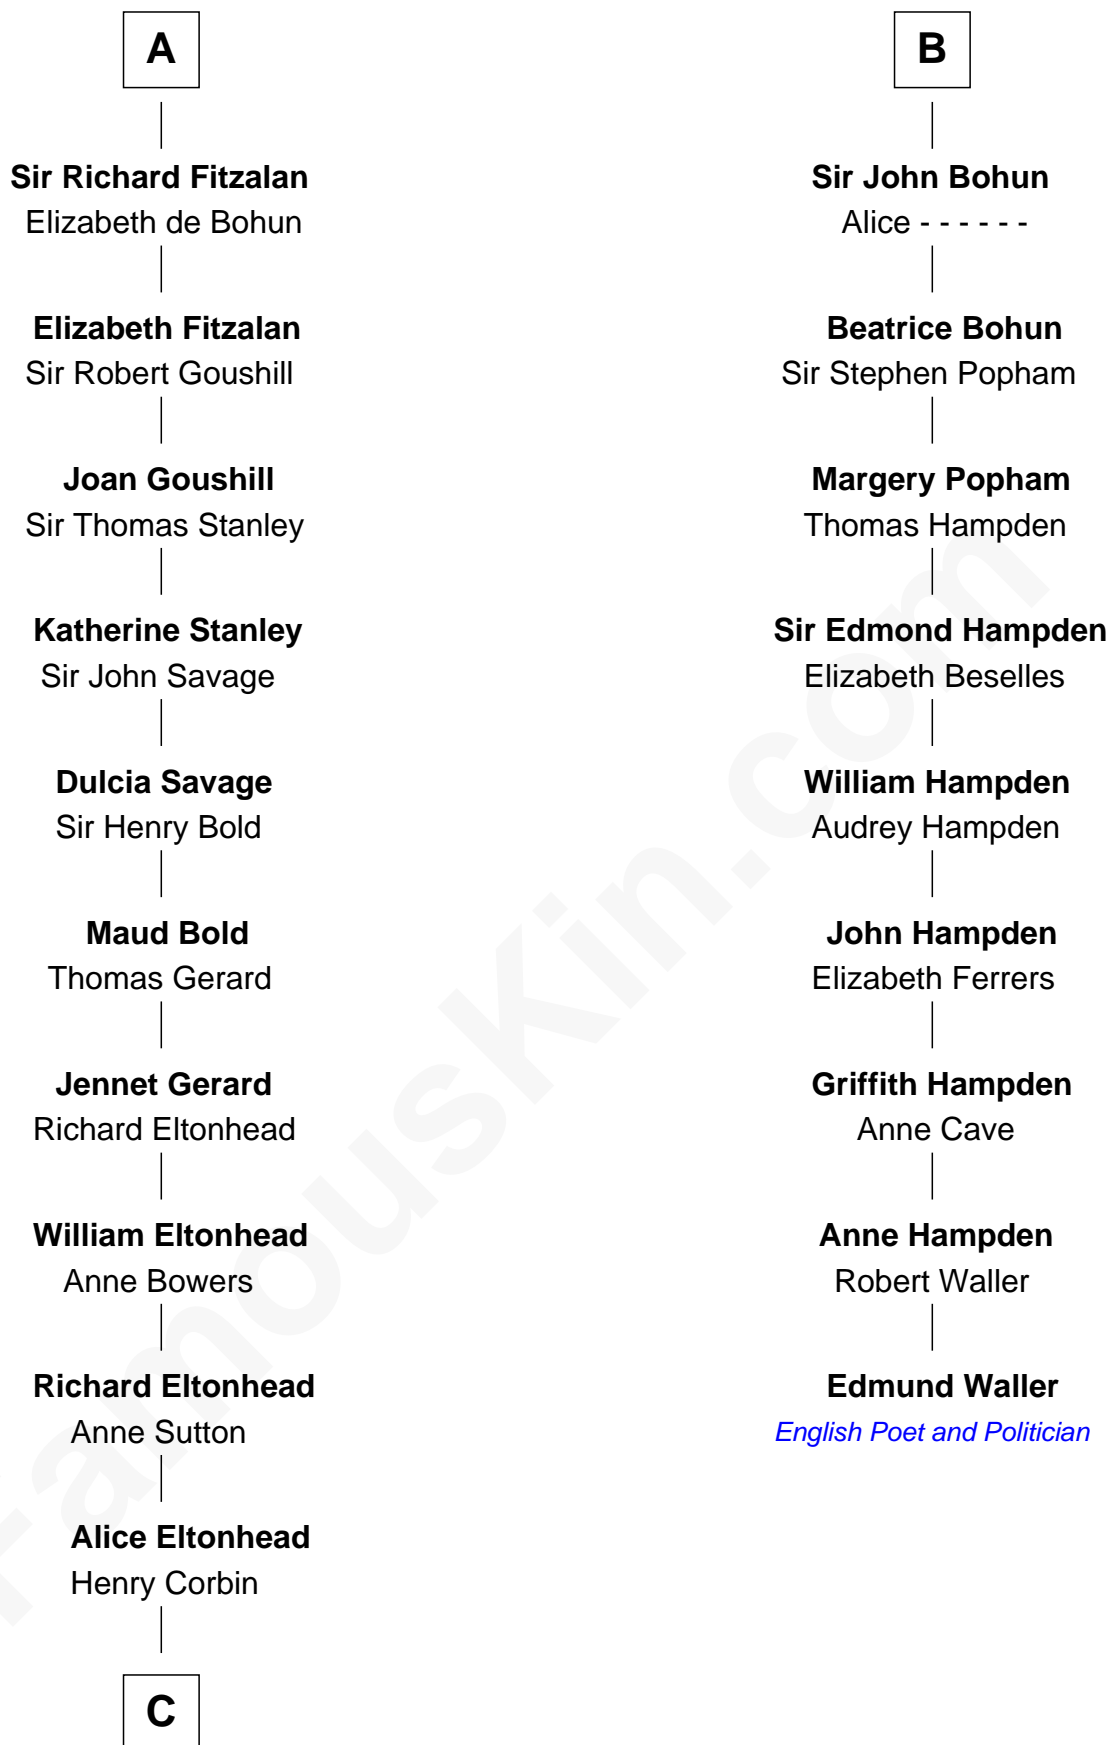 A
Sir Richard Fitzalan
Elizabeth de Bohun
Elizabeth Fitzalan
Sir Robert Goushill
Joan Goushill
Sir Thomas Stanley
Katherine Stanley
Sir John Savage
Dulcia Savage
Sir Henry Bold
Maud Bold
Thomas Gerard
Jennet Gerard
Richard Eltonhead
William Eltonhead
Anne Bowers
Richard Eltonhead
Anne Sutton
Alice Eltonhead
Henry Corbin
C
B
Sir John Bohun
Alice - - - - - -
Beatrice Bohun
Sir Stephen Popham
Margery Popham
Thomas Hampden
Sir Edmond Hampden
Elizabeth Beselles
William Hampden
Audrey Hampden
John Hampden
Elizabeth Ferrers
Griffith Hampden
Anne Cave
Anne Hampden
Robert Waller
Edmund Waller
English Poet and Politician
FamousKin.com